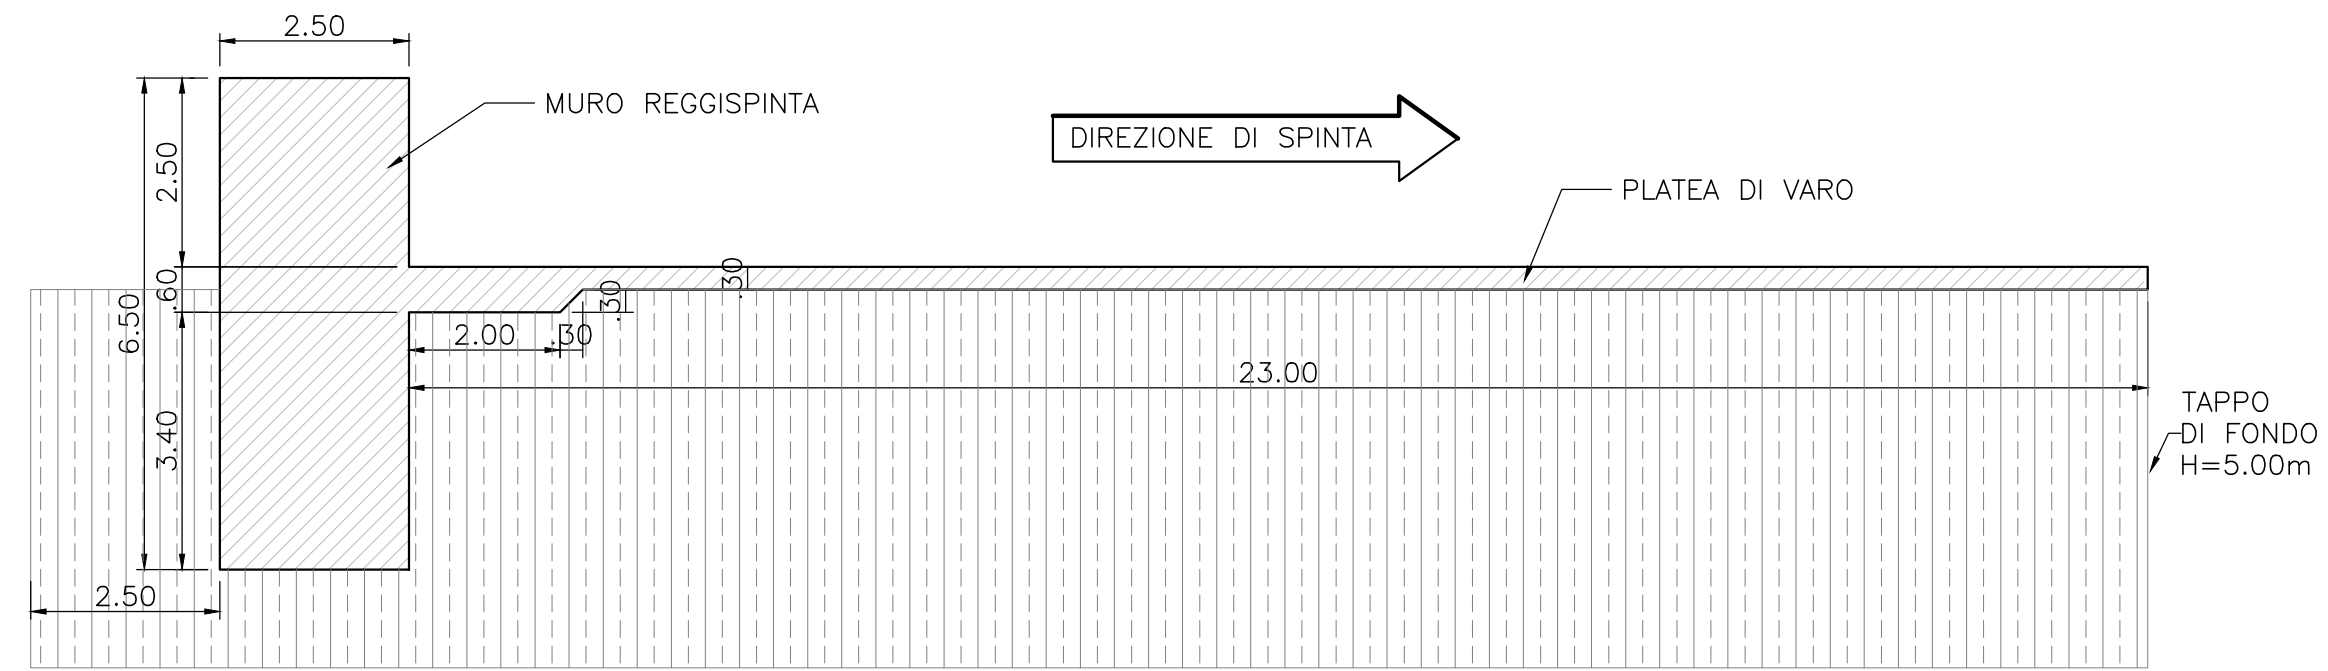 2.50
MURO REGGISPINTA
DIREZIONE DI SPINTA
PLATEA DI VARO
2.50
.60
6.50
3.40
.30
.30
2.00
.30
23.00
TAPPO
DI FONDO
H=5.00m
2.50